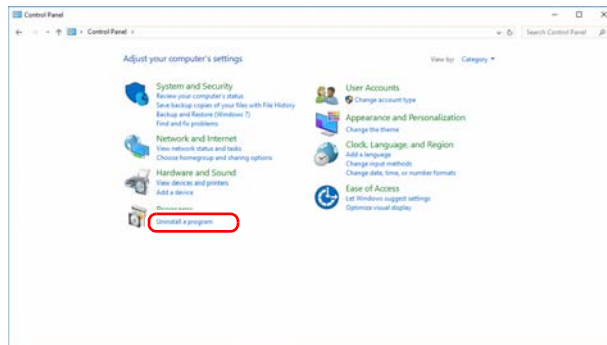 Control Panel
Control Panel
Search Control Panel
Adjust your computer's settings
View by: Category
System and Security
Review your computer's status
Save backup copies of your files with File History
Backup and Restore (Windows 7)
Find and fix problems
Network and Internet
View network status and tasks
Choose homegroup and sharing options
Hardware and Sound
View devices and printers
Add a device
Programs
Uninstall a program
User Accounts
Change account type
Appearance and Personalization
Change the theme
Clock, Language, and Region
Add a language
Change input methods
Change date, time, or number formats
Ease of Access
Let Windows suggest settings
Optimize visual display